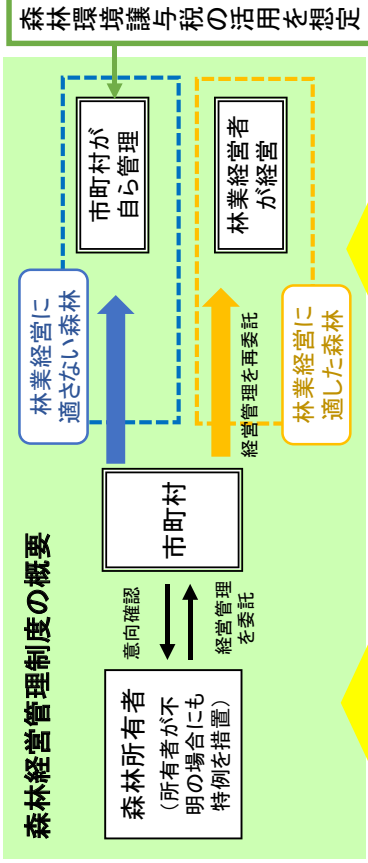 森林経営管理制度の概要
森林所有者
（所有者が不
明の場合にも
特例を措置）
意向確認
経営管理
を委託
市町村
林業経営に
適さない森林
市町村が
自ら管理
経営管理を再委託
林業経営に
適した森林
林業経営者
が経営
森林環境譲与税の活用を想定